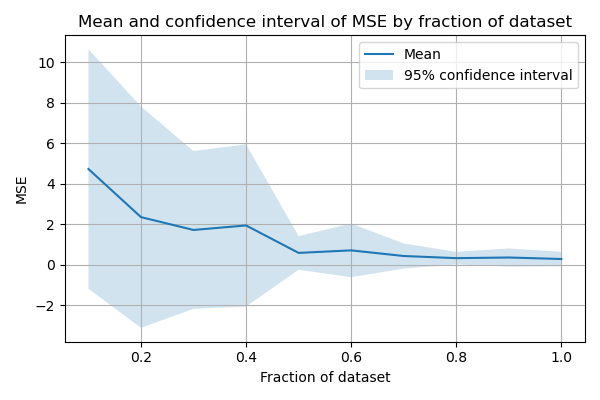 Mean and confidence interval of MSE by fraction of dataset
Mean
95% confidence interval
10
8
6
4
2
0
−2
MSE
0.2 0.4 0.6 0.8 1.0
Fraction of dataset